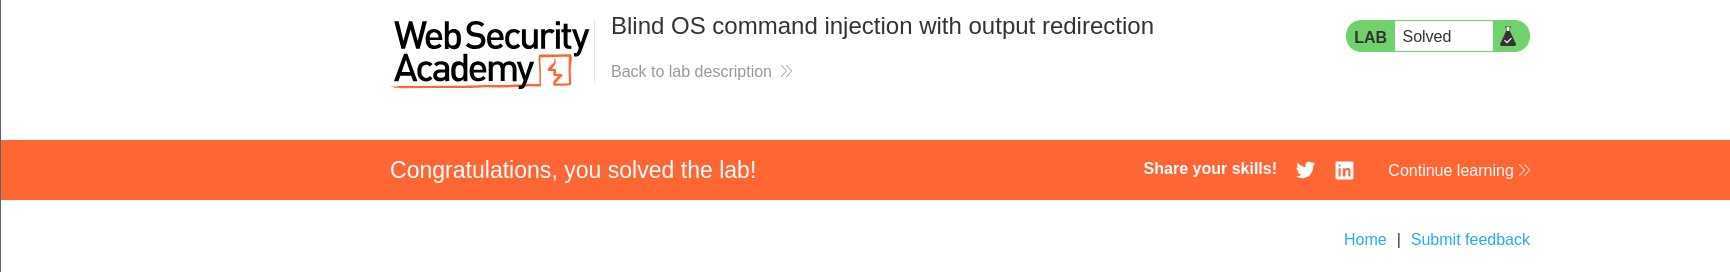 Web Security
Academy
Blind OS command injection with output redirection
Back to lab description
LAB Solved
Congratulations, you solved the lab!
Share your skills!
Continue learning
Home | Submit feedback